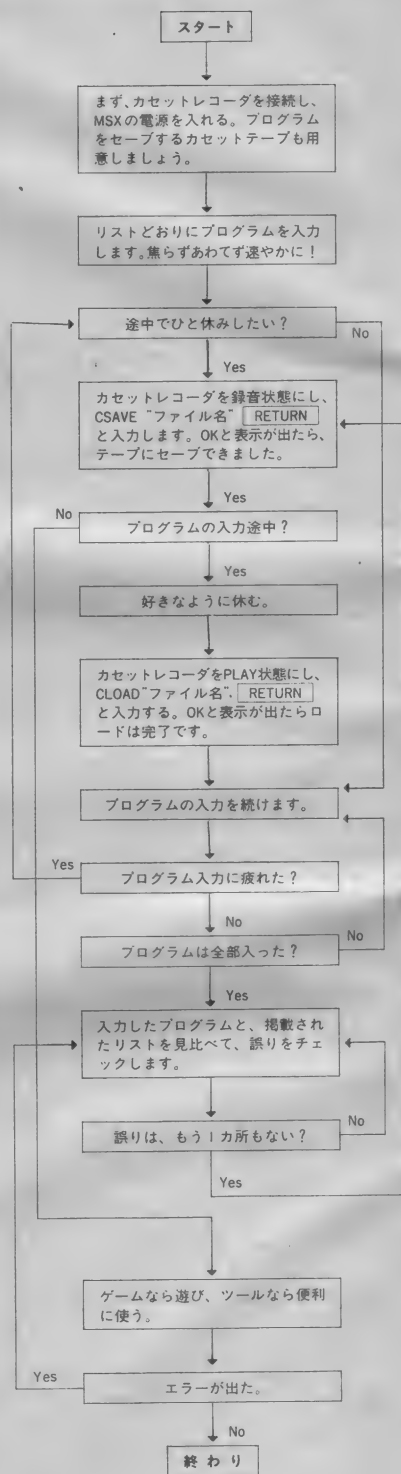 スタート
まず、カセットレコーダを接続し、
MSXの電源を入れる。プログラム
をセーブするカセットテープも用
意しましょう。
リストどおりにプログラムを入力
します。焦らずあわてず速やかに！
途中でひと休みしたい？
No
Yes
カセットレコーダを録音状態にし、
CSAVE "ファイル名" RETURN
と入力します。OKと表示が出たら、
テープにセーブできました。
Yes
No
プログラムの入力途中？
Yes
好きなように休む。
カセットレコーダをPLAY状態にし、
CLOAD"ファイル名". RETURN
と入力する。OKと表示が出たらロ
ードは完了です。
プログラムの入力を続けます。
Yes
プログラム入力に疲れた？
No
プログラムは全部入った？
No
Yes
入力したプログラムと、掲載され
たリストを見比べて、誤りをチェ
ックします。
誤りは、もう1カ所もない？
No
Yes
ゲームなら遊び、ツールなら便利
に使う。
Yes
エラーが出た。
No
終わり